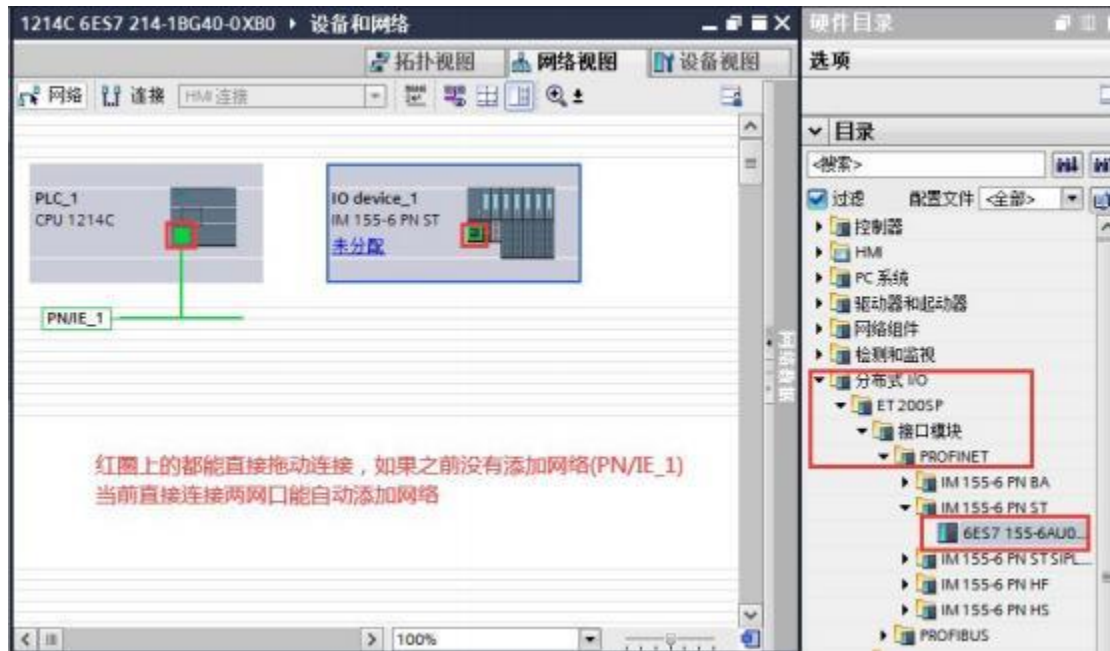 1214C 6ES7 214-1BG40-0XB0 ▸ 设备和网络
硬件目录
拓扑视图 网络视图 设备视图
选项
网络 连接 HMI 连接
目录
<搜索>
过滤 配置文件 <全部>
PLC_1
CPU 1214C
IO device_1
IM 155-6 PN ST
未分配
PN/IE_1
控制器
HMI
PC 系统
驱动器和起动器
网络组件
检测和监视
分布式 I/O
ET 200SP
接口模块
PROFINET
IM 155-6 PN BA
IM 155-6 PN ST
6ES7 155-6AU0...
IM 155-6 PN ST SIPL...
IM 155-6 PN HF
IM 155-6 PN HS
PROFIBUS
网络数据
红圈上的都能直接拖动连接，如果之前没有添加网络(PN/IE_1)
当前直接连接两网口能自动添加网络
100%